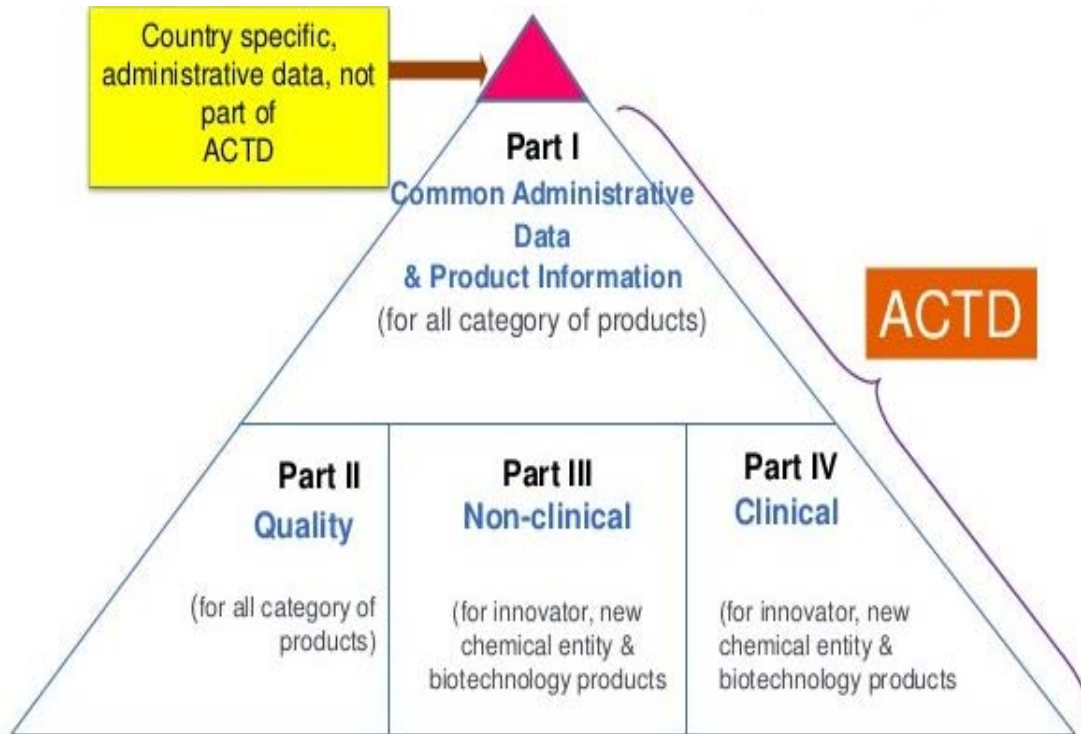 Country specific,
administrative data, not
part of
ACTD
Part I
Common Administrative
Data
& Product Information
(for all category of products)
ACTD
Part II
Quality
(for all category of
products)
Part III
Non-clinical
(for innovator, new
chemical entity &
biotechnology products
Part IV
Clinical
(for innovator, new
chemical entity &
biotechnology products